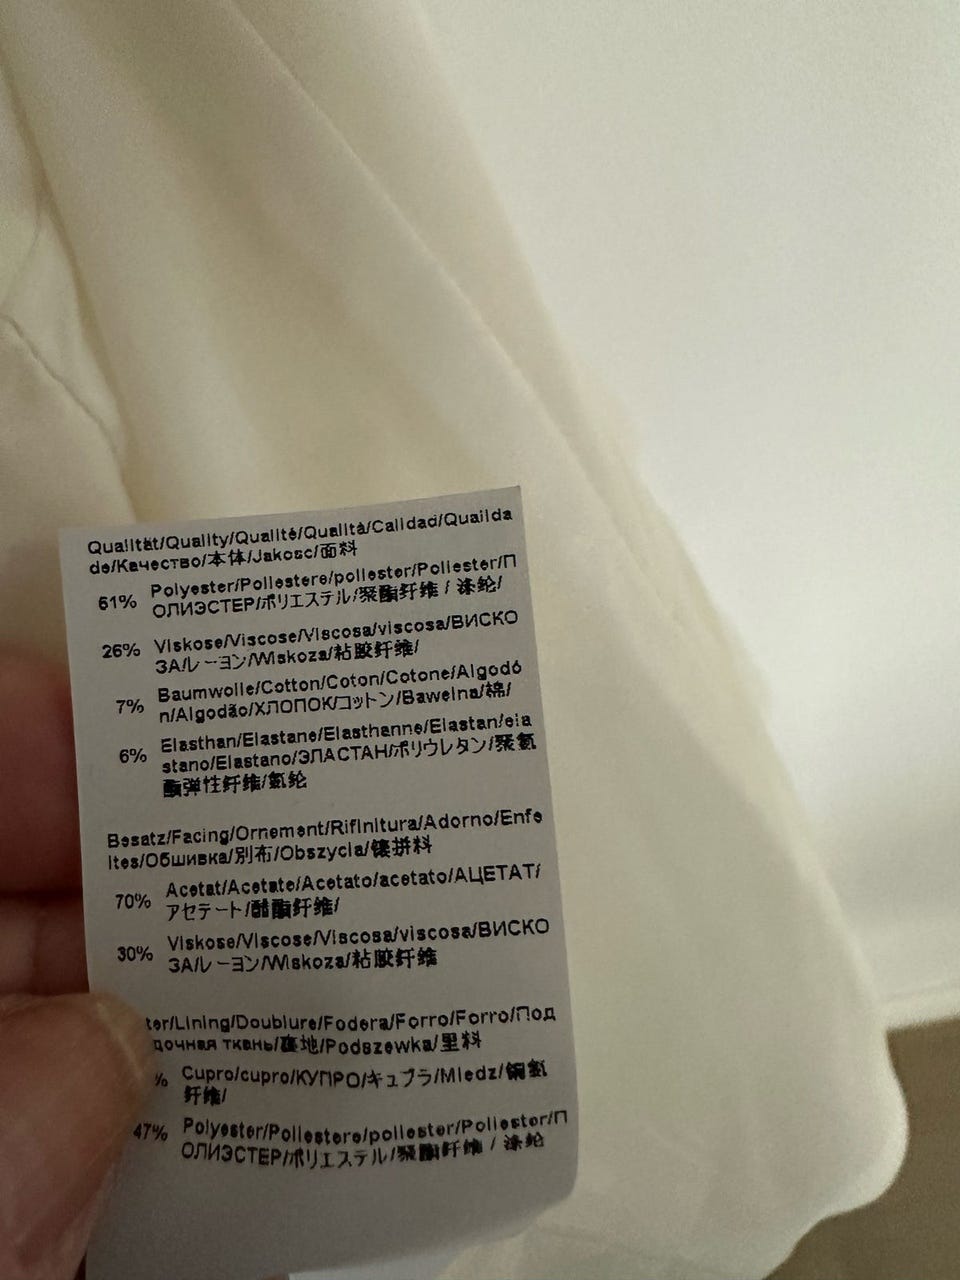 Qualität/Quality/Qualité/Qualità/Calidad/Qualida
de/Качество/本体/Jakosc/面料
61% Polyester/Poliestere/poliester/Poliester/П
ОЛИЭСТЕР/ポリエステル/聚酯纤维 / 涤纶/
26% Viskose/Viscose/Viscosa/viscosa/ВИСКО
ЗА/レーヨン/Wiskoza/粘胶纤维/
7% Baumwolle/Cotton/Coton/Cotone/Algodó
n/Algodão/ХЛОПОК/コットン/Bawelna/棉/
6% Elasthan/Elastane/Elasthanne/Elastan/ela
stano/Elastano/ЭЛАСТАН/ポリウレタン/聚氨
酯弹性纤维/氨纶
Besatz/Facing/Ornement/Rifinitura/Adorno/Enfe
ites/Обшивка/別布/Obszycia/镶拼料
70% Acetat/Acetate/Acetato/acetato/АЦЕТАТ/
アセテート/醋酯纤维/
30% Viskose/Viscose/Viscosa/viscosa/ВИСКО
ЗА/レーヨン/Wiskoza/粘胶纤维
ter/Lining/Doublure/Fodera/Forro/Forro/Под
дочная ткань/裏地/Podszewka/里料
% Cupro/cupro/КУПРО/キュプラ/Miedz/铜氨
纤维/
47% Polyester/Poliestere/poliester/Poliester/П
ОЛИЭСТЕР/ポリエステル/聚酯纤维 / 涤纶